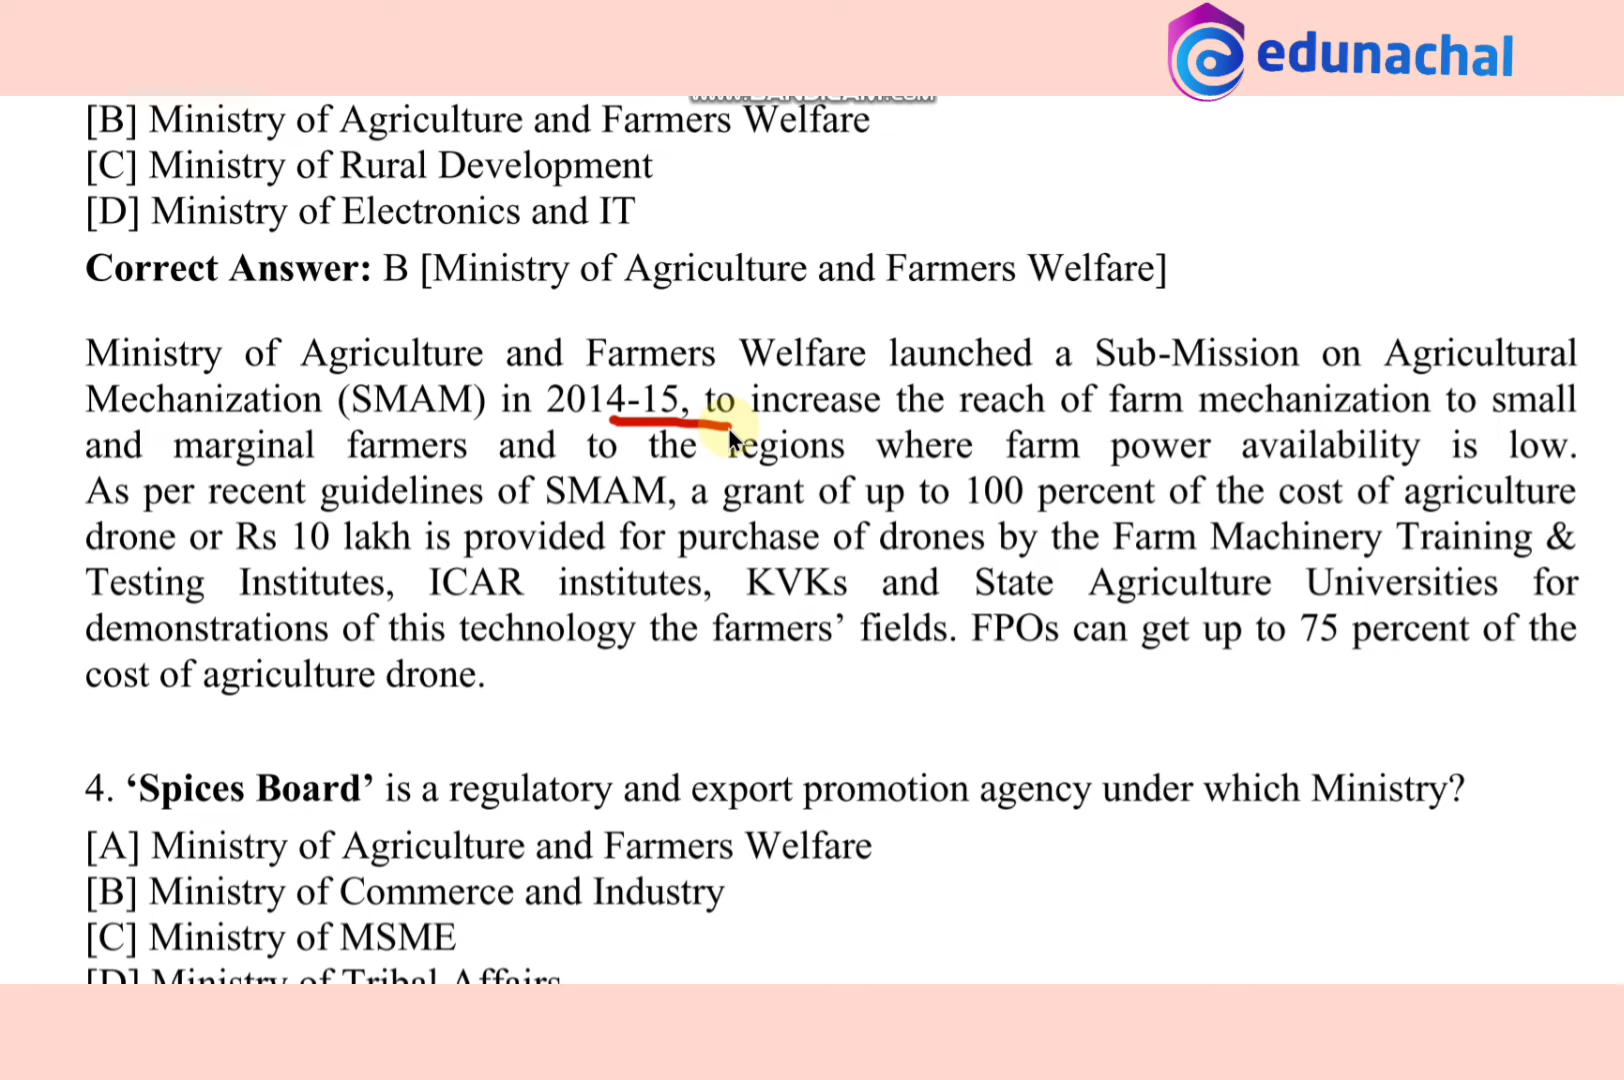 edunachal
www.BANDICAM.com
[B] Ministry of Agriculture and Farmers Welfare
[C] Ministry of Rural Development
[D] Ministry of Electronics and IT
Correct Answer: B [Ministry of Agriculture and Farmers Welfare]
Ministry of Agriculture and Farmers Welfare launched a Sub-Mission on Agricultural
Mechanization (SMAM) in 2014-15, to increase the reach of farm mechanization to small
and marginal farmers and to the regions where farm power availability is low.
As per recent guidelines of SMAM, a grant of up to 100 percent of the cost of agriculture
drone or Rs 10 lakh is provided for purchase of drones by the Farm Machinery Training &
Testing Institutes, ICAR institutes, KVKs and State Agriculture Universities for
demonstrations of this technology the farmers’ fields. FPOs can get up to 75 percent of the
cost of agriculture drone.
4. ‘Spices Board’ is a regulatory and export promotion agency under which Ministry?
[A] Ministry of Agriculture and Farmers Welfare
[B] Ministry of Commerce and Industry
[C] Ministry of MSME
[D] Ministry of Tribal Affairs